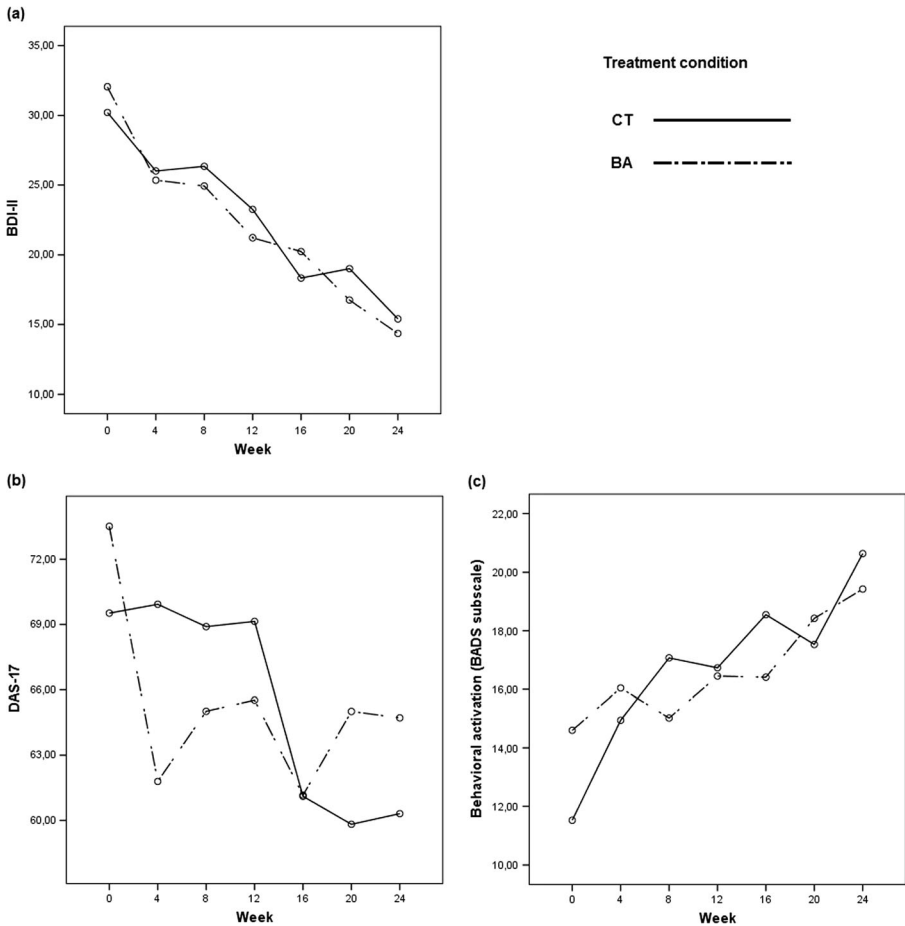 (a)
35,00
30,00
25,00
20,00
15,00
10,00
BDI-II
0 4 8 12 16 20 24
Week
Treatment condition
CT
BA
(b)
72,00
69,00
66,00
63,00
60,00
DAS-17
0 4 8 12 16 20 24
Week
(c)
22,00
20,00
18,00
16,00
14,00
12,00
10,00
Behavioral activation (BADS subscale)
0 4 8 12 16 20 24
Week